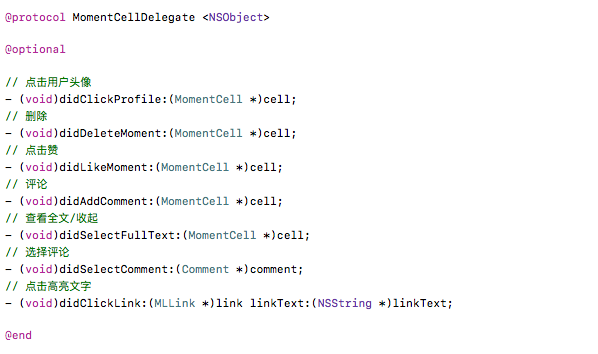 @protocol MomentCellDelegate <NSObject>
@optional
// 点击用户头像
- (void)didClickProfile:(MomentCell *)cell;
// 删除
- (void)didDeleteMoment:(MomentCell *)cell;
// 点击赞
- (void)didLikeMoment:(MomentCell *)cell;
// 评论
- (void)didAddComment:(MomentCell *)cell;
// 查看全文/收起
- (void)didSelectFullText:(MomentCell *)cell;
// 选择评论
- (void)didSelectComment:(Comment *)comment;
// 点击高亮文字
- (void)didClickLink:(MLLink *)link linkText:(NSString *)linkText;
@end